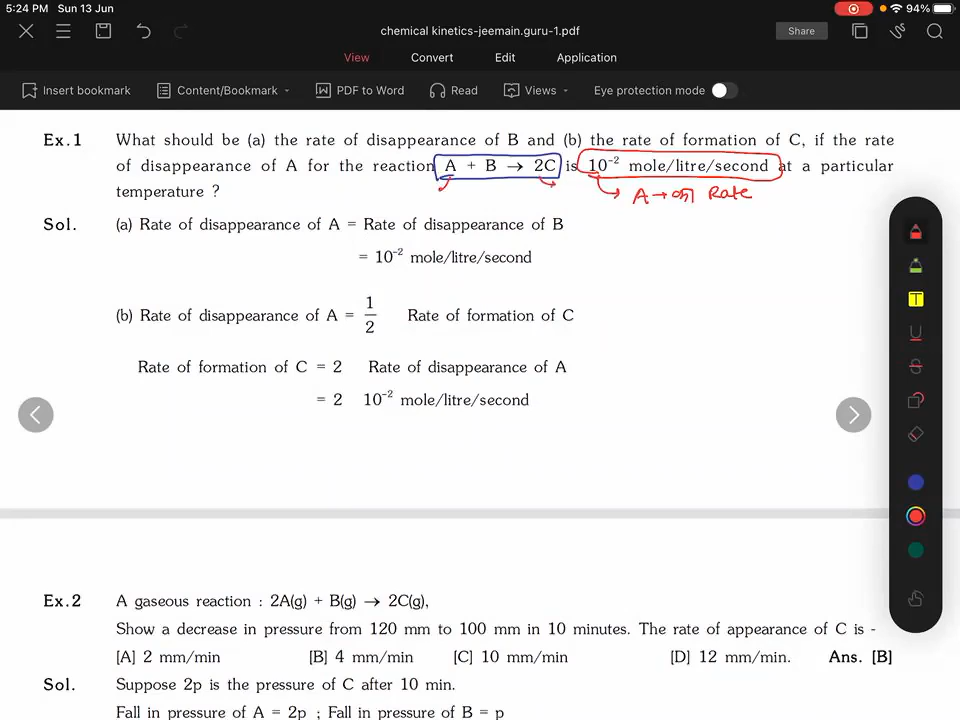 5:24 PM Sun 13 Jun
94%
chemical kinetics-jeemain.guru-1.pdf
Share
View Convert Edit Application
Insert bookmark Content/Bookmark PDF to Word Read Views Eye protection mode
Ex.1 What should be (a) the rate of disappearance of B and (b) the rate of formation of C, if the rate
of disappearance of A for the reaction A + B → 2C is 10⁻² mole/litre/second at a particular
temperature ?
A → का Rate
Sol. (a) Rate of disappearance of A = Rate of disappearance of B
= 10⁻² mole/litre/second
(b) Rate of disappearance of A = 1/2 Rate of formation of C
Rate of formation of C = 2 Rate of disappearance of A
= 2 10⁻² mole/litre/second
Ex.2 A gaseous reaction : 2A(g) + B(g) → 2C(g),
Show a decrease in pressure from 120 mm to 100 mm in 10 minutes. The rate of appearance of C is -
[A] 2 mm/min [B] 4 mm/min [C] 10 mm/min [D] 12 mm/min. Ans. [B]
Sol. Suppose 2p is the pressure of C after 10 min.
Fall in pressure of A = 2p ; Fall in pressure of B = p